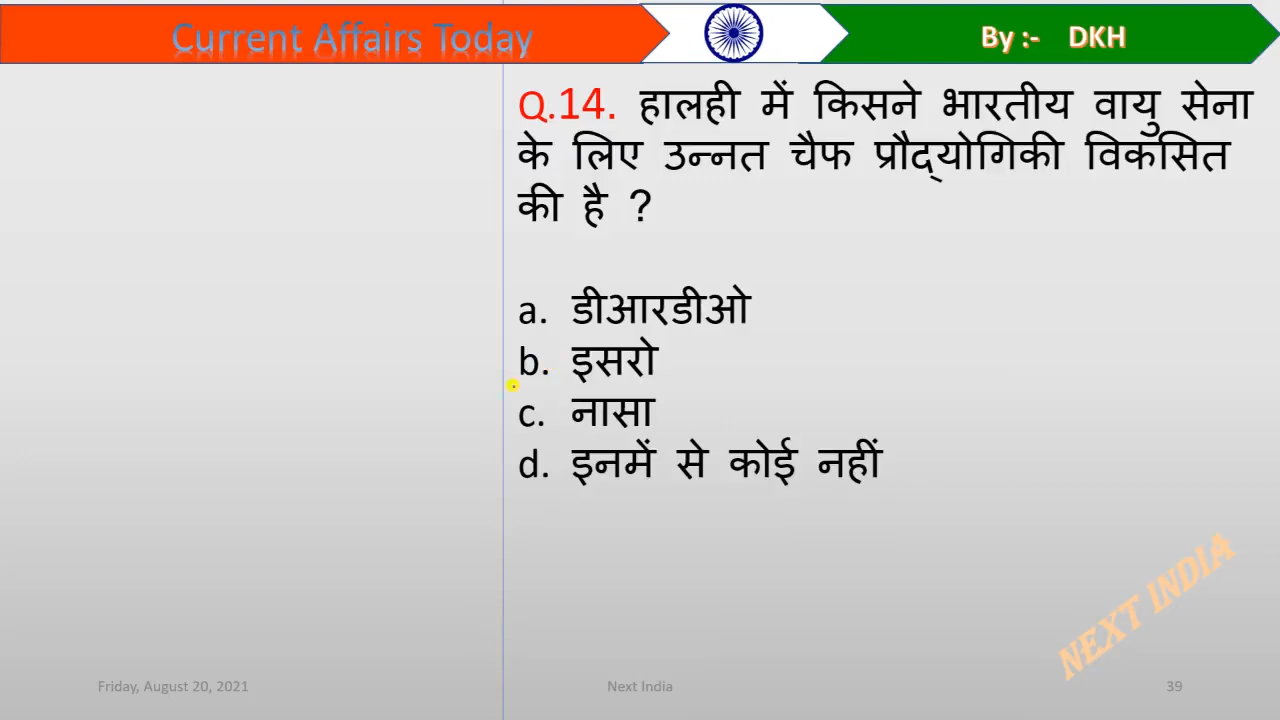 Current Affairs Today
By :- DKH
Q.14. हालही में किसने भारतीय वायु सेना
के लिए उन्नत चैफ प्रौद्योगिकी विकसित
की है ?
a. डीआरडीओ
b. इसरो
c. नासा
d. इनमें से कोई नहीं
NEXT INDIA
Friday, August 20, 2021
Next India
39